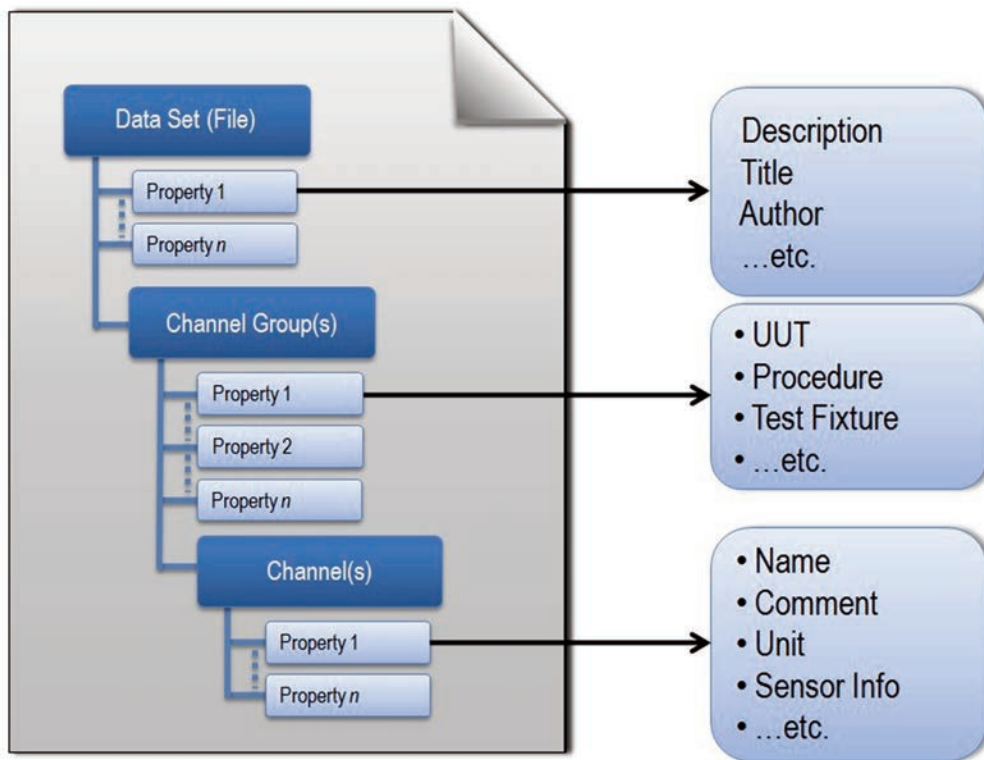 Data Set (File)
Property 1
Property n
Channel Group(s)
Property 1
Property 2
Property n
Channel(s)
Property 1
Property n
Description
Title
Author
...etc.
• UUT
• Procedure
• Test Fixture
• ...etc.
• Name
• Comment
• Unit
• Sensor Info
• ...etc.